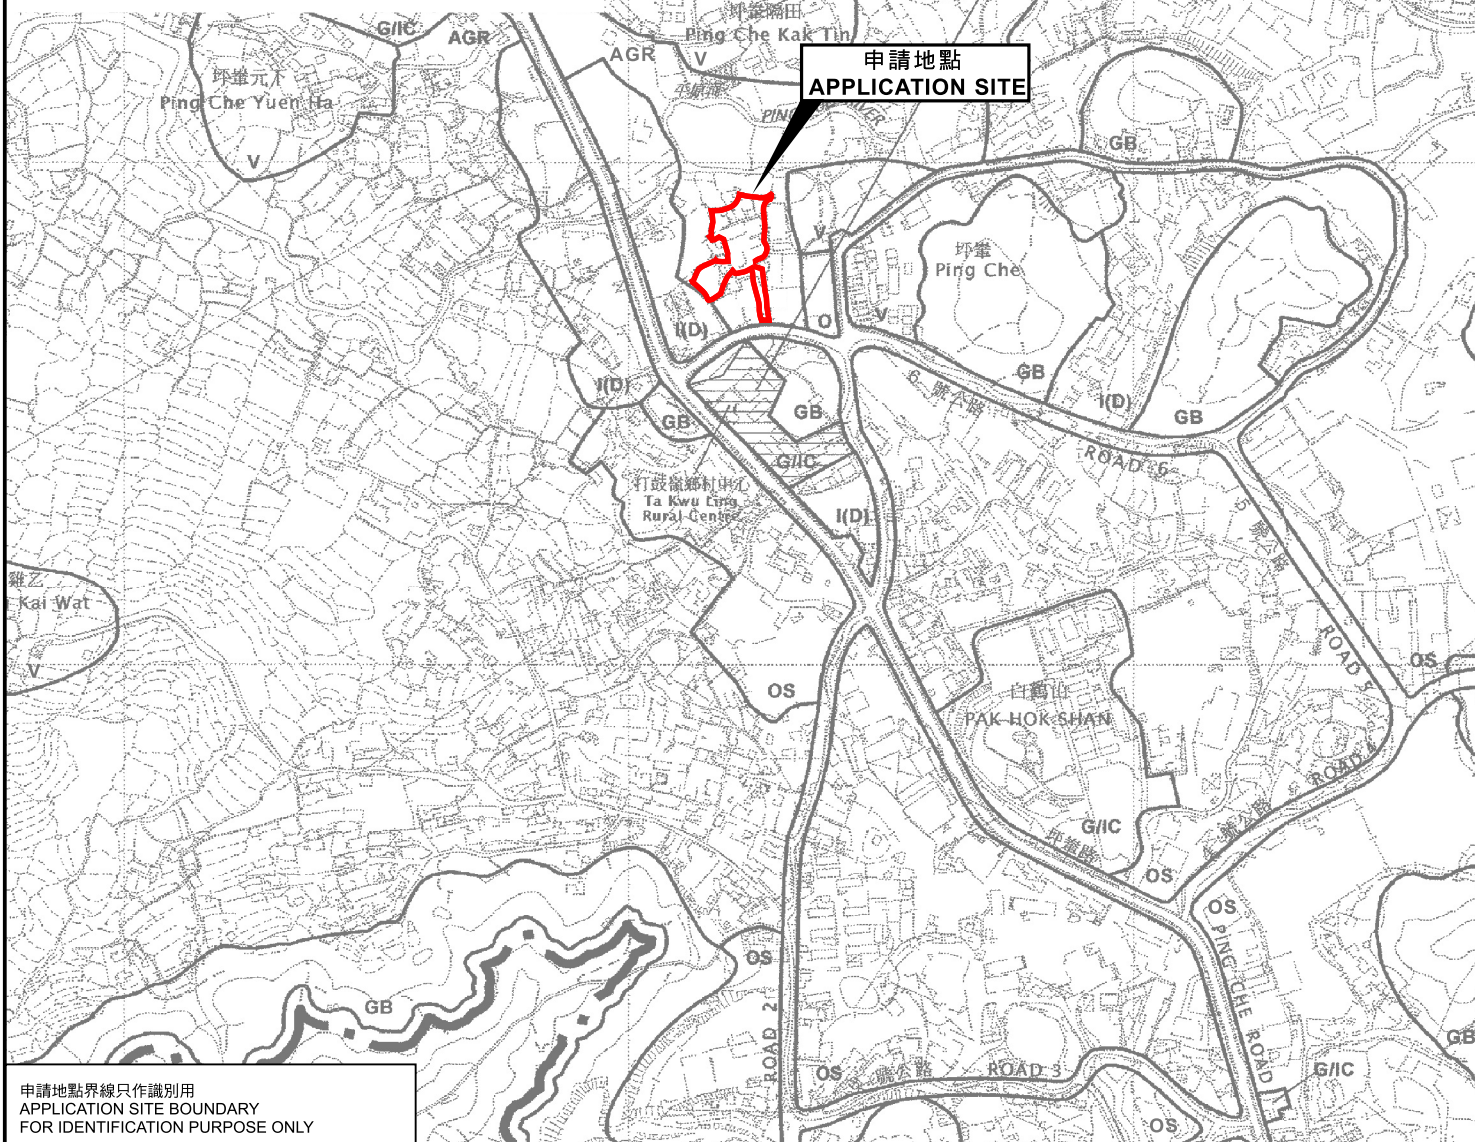 G/IC
AGR
坪輋隔田
Ping Che Kak Tin
AGR
V
申請地點
APPLICATION SITE
坪輋元下
Ping Che Yuen Ha
V
平原河
GB
V
坪輋
Ping Che
I(D)
O
V
I(D)
GB
GB
GB
I(D)
GB
6 號公路
ROAD 6
G/IC
打鼓嶺鄉村中心
Ta Kwu Ling
Rural Centre
I(D)
5 號公路
ROAD 5
雞乙
Kai Wat
V
OS
OS
白鶴山
PAK HOK SHAN
ROAD 4
4 號公路
G/IC
坪輋路
OS
OS
PING CHE ROAD
OS
GB
ROAD 2
GB
OS
3 號公路
ROAD 3
G/IC
OS
申請地點界線只作識別用
APPLICATION SITE BOUNDARY
FOR IDENTIFICATION PURPOSE ONLY